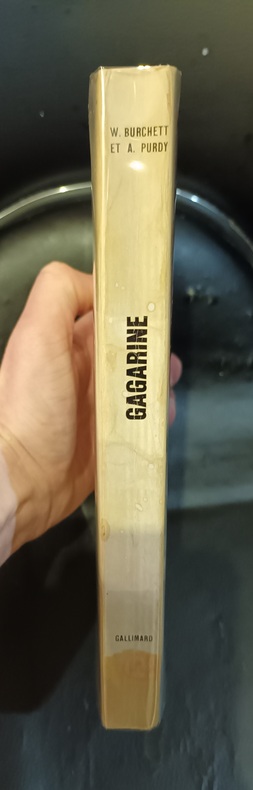 W. BURCHETT
ET A. PURDY
GAGARINE
GALLIMARD